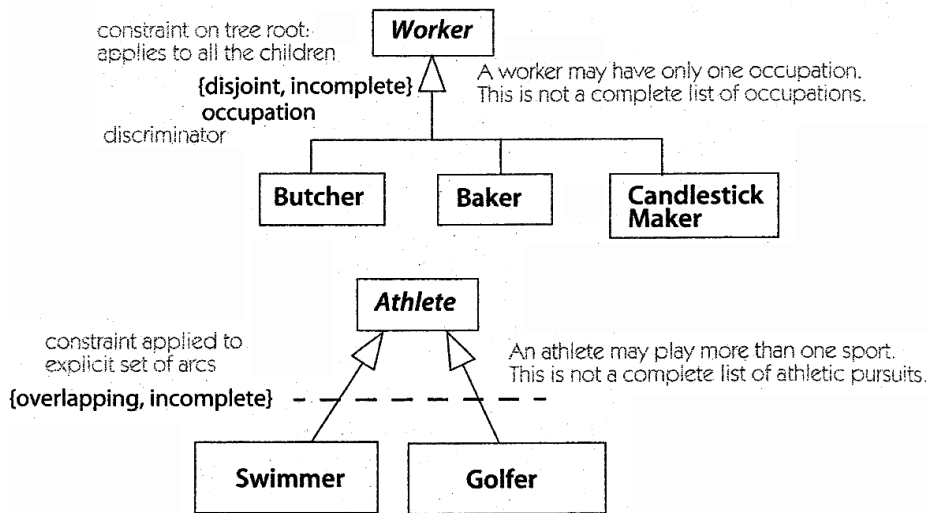 constraint on tree root:
applies to all the children
Worker
{disjoint, incomplete}
occupation
discriminator
A worker may have only one occupation.
This is not a complete list of occupations.
Butcher
Baker
Candlestick
Maker
Athlete
constraint applied to
explicit set of arcs
{overlapping, incomplete}
An athlete may play more than one sport.
This is not a complete list of athletic pursuits.
Swimmer
Golfer